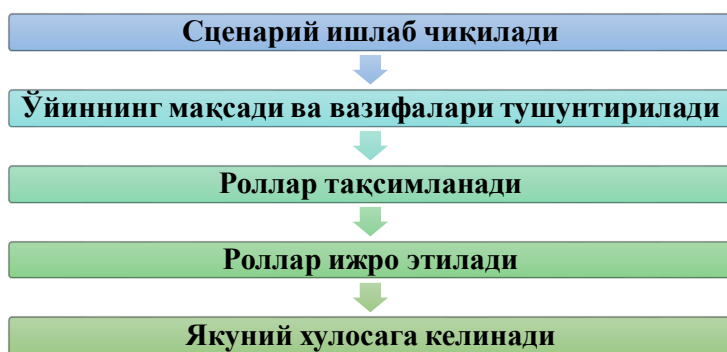 Сценарий ишлаб чиқилади
Ўйиннинг мақсади ва вазифалари тушунтирилади
Роллар тақсимланади
Роллар ижро этилади
Якуний хулосага келинади